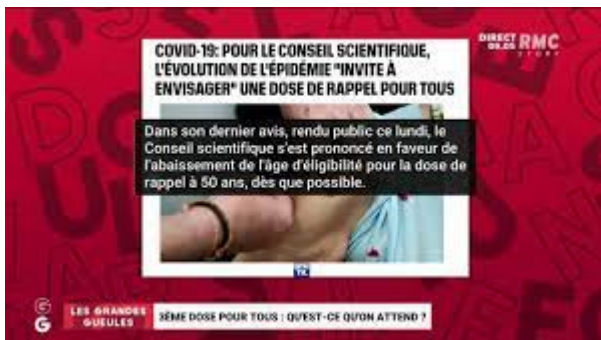 COVID-19: POUR LE CONSEIL SCIENTIFIQUE,
L'ÉVOLUTION DE L'ÉPIDÉMIE "INVITE À
ENVISAGER" UNE DOSE DE RAPPEL POUR TOUS
DIRECT
RMC
STORY
Dans son dernier avis, rendu public ce lundi, le
Conseil scientifique s'est prononcé en faveur de
l'abaissement de l'âge d'éligibilité pour la dose de
rappel à 50 ans, dès que possible.
G
G
LES GRANDES
GUEULES
3ÈME DOSE POUR TOUS : QU'EST-CE QU'ON ATTEND ?